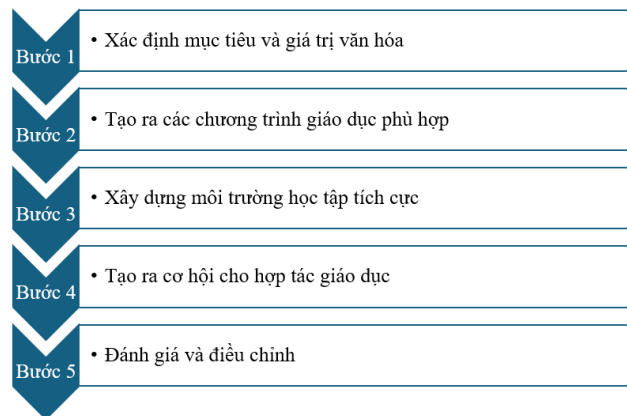 Bước 1
• Xác định mục tiêu và giá trị văn hóa
Bước 2
• Tạo ra các chương trình giáo dục phù hợp
Bước 3
• Xây dựng môi trường học tập tích cực
Bước 4
• Tạo ra cơ hội cho hợp tác giáo dục
Bước 5
• Đánh giá và điều chỉnh